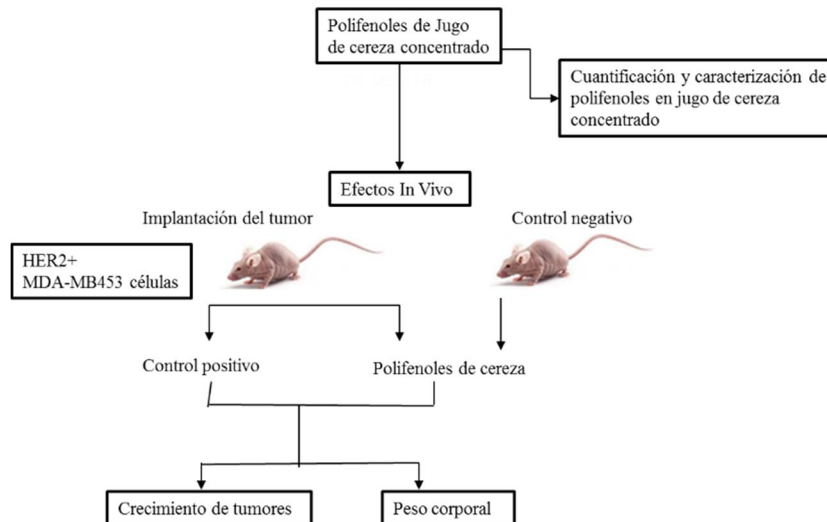 Polifenoles de Jugo
de cereza concentrado
Cuantificación y caracterización de
polifenoles en jugo de cereza
concentrado
Efectos In Vivo
Implantación del tumor
Control negativo
HER2+
MDA-MB453 células
Control positivo
Polifenoles de cereza
Crecimiento de tumores
Peso corporal